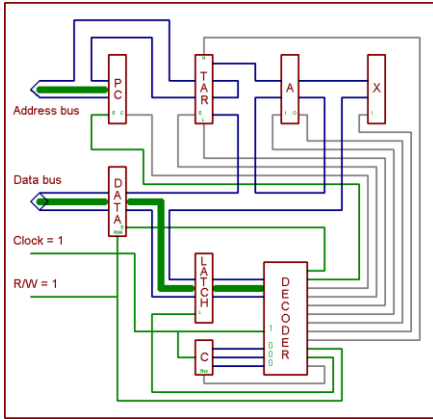 PC
E C
TAR
H
E
L
A
I O
X
I
Address bus
Data bus
DATA
E
R/W
Clock = 1
R/W = 1
LATCH
L
DECODER
1
0
0
0
C